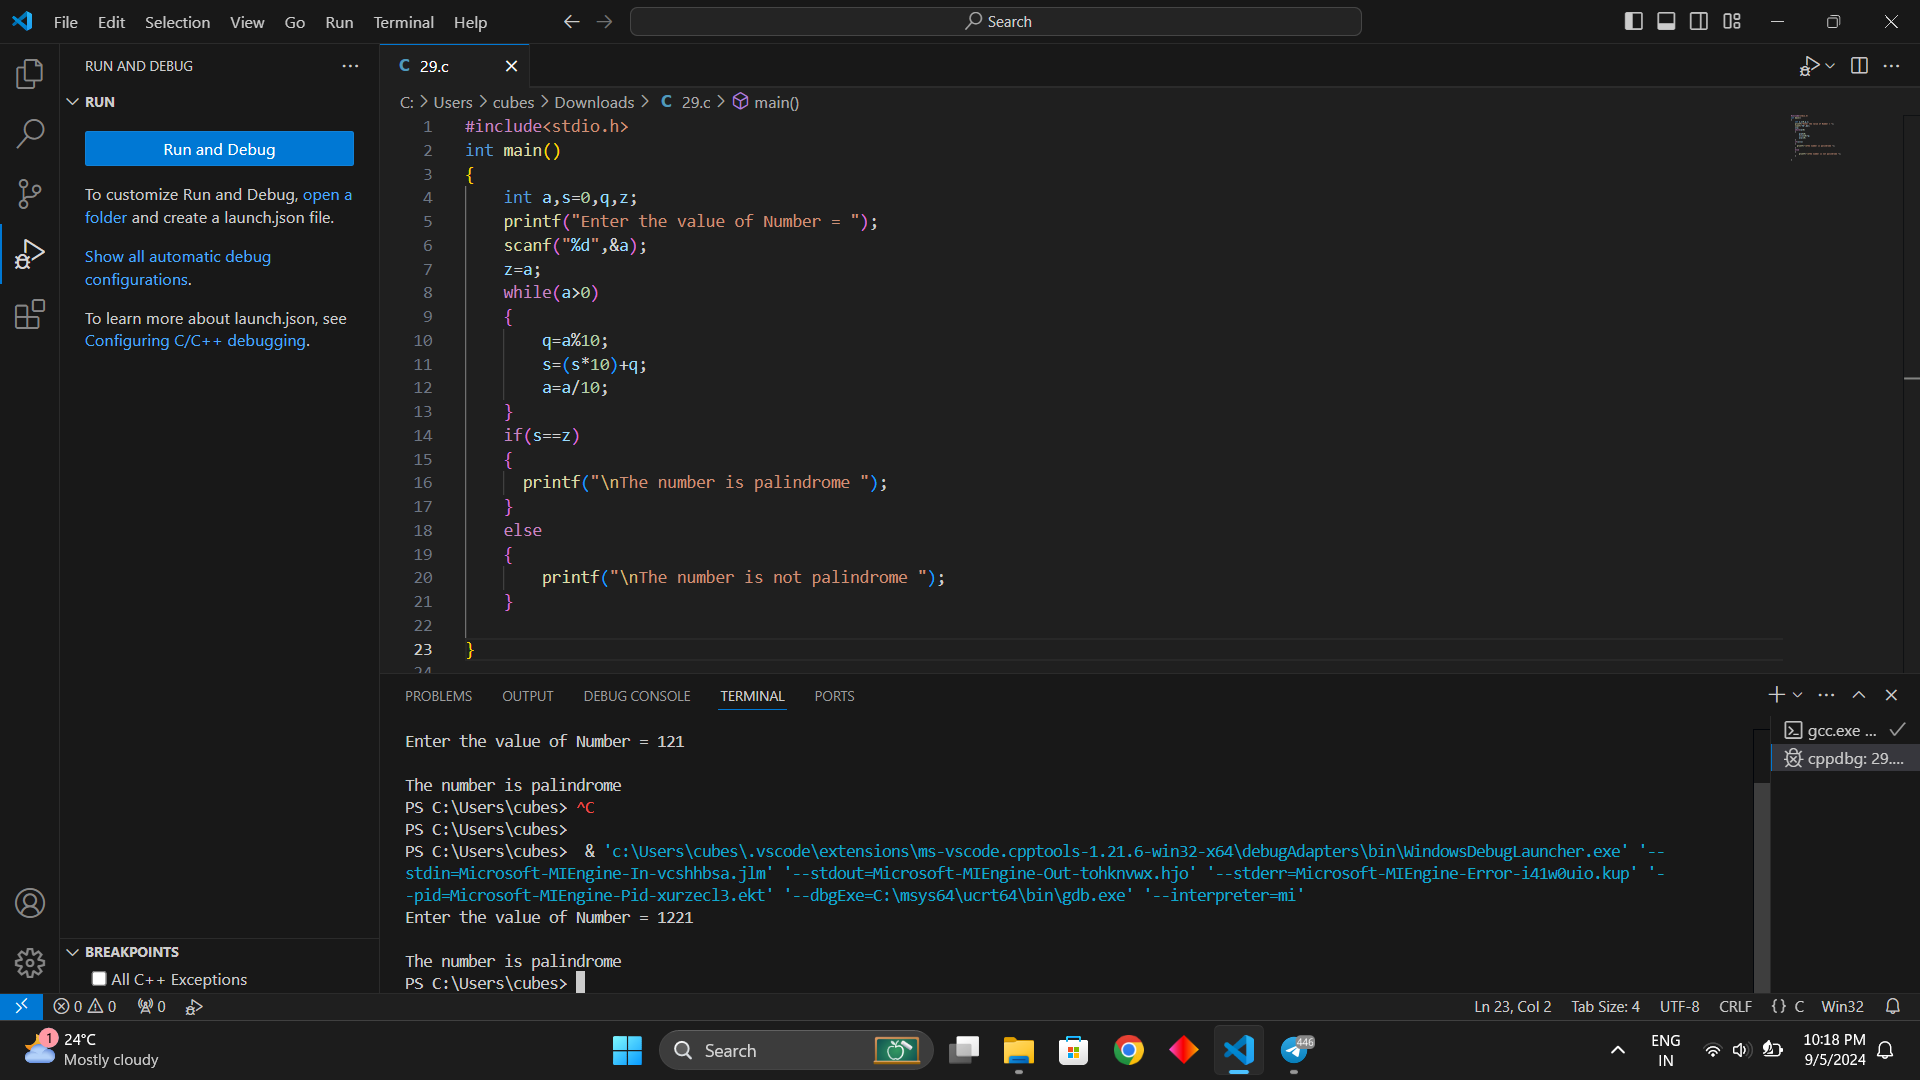 File Edit Selection View Go Run Terminal Help
Search
RUN AND DEBUG
RUN
Run and Debug
To customize Run and Debug, open a
folder and create a launch.json file.
Show all automatic debug
configurations.
To learn more about launch.json, see
Configuring C/C++ debugging.
BREAKPOINTS
All C++ Exceptions
C 29.c
C: > Users > cubes > Downloads > C 29.c > main()
1 #include<stdio.h>
2 int main()
3 {
4 int a,s=0,q,z;
5 printf("Enter the value of Number = ");
6 scanf("%d",&a);
7 z=a;
8 while(a>0)
9 {
10 q=a%10;
11 s=(s*10)+q;
12 a=a/10;
13 }
14 if(s==z)
15 {
16 printf("\nThe number is palindrome ");
17 }
18 else
19 {
20 printf("\nThe number is not palindrome ");
21 }
22
23 }
24
PROBLEMS OUTPUT DEBUG CONSOLE TERMINAL PORTS
Enter the value of Number = 121
The number is palindrome
PS C:\Users\cubes> ^C
PS C:\Users\cubes>
PS C:\Users\cubes> & 'c:\Users\cubes\.vscode\extensions\ms-vscode.cpptools-1.21.6-win32-x64\debugAdapters\bin\WindowsDebugLauncher.exe' '--
stdin=Microsoft-MIEngine-In-vcshhbsa.jlm' '--stdout=Microsoft-MIEngine-Out-tohknvwx.hjo' '--stderr=Microsoft-MIEngine-Error-i41w0uio.kup' '-
-pid=Microsoft-MIEngine-Pid-xurzecl3.ekt' '--dbgExe=C:\msys64\ucrt64\bin\gdb.exe' '--interpreter=mi'
Enter the value of Number = 1221
The number is palindrome
PS C:\Users\cubes>
gcc.exe ...
cppdbg: 29....
0 0 0
Ln 23, Col 2 Tab Size: 4 UTF-8 CRLF {} C Win32
1
24°C
Mostly cloudy
Search
446
ENG
IN
10:18 PM
9/5/2024